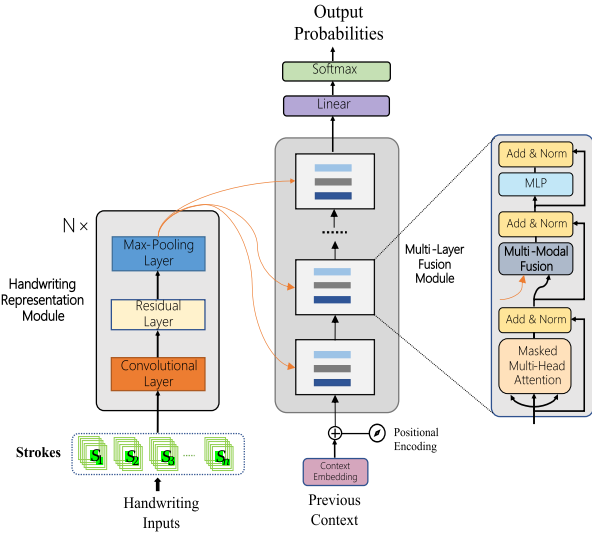 Output
Probabilities
Softmax
Linear
N ×
Max-Pooling
Layer
Residual
Layer
Convolutional
Layer
Handwriting
Representation
Module
Strokes
S1
S2
S3
......
Sn
Handwriting
Inputs
......
Multi-Layer
Fusion
Module
Positional
Encoding
Context
Embedding
Previous
Context
Add & Norm
MLP
Add & Norm
Multi-Modal
Fusion
Add & Norm
Masked
Multi-Head
Attention